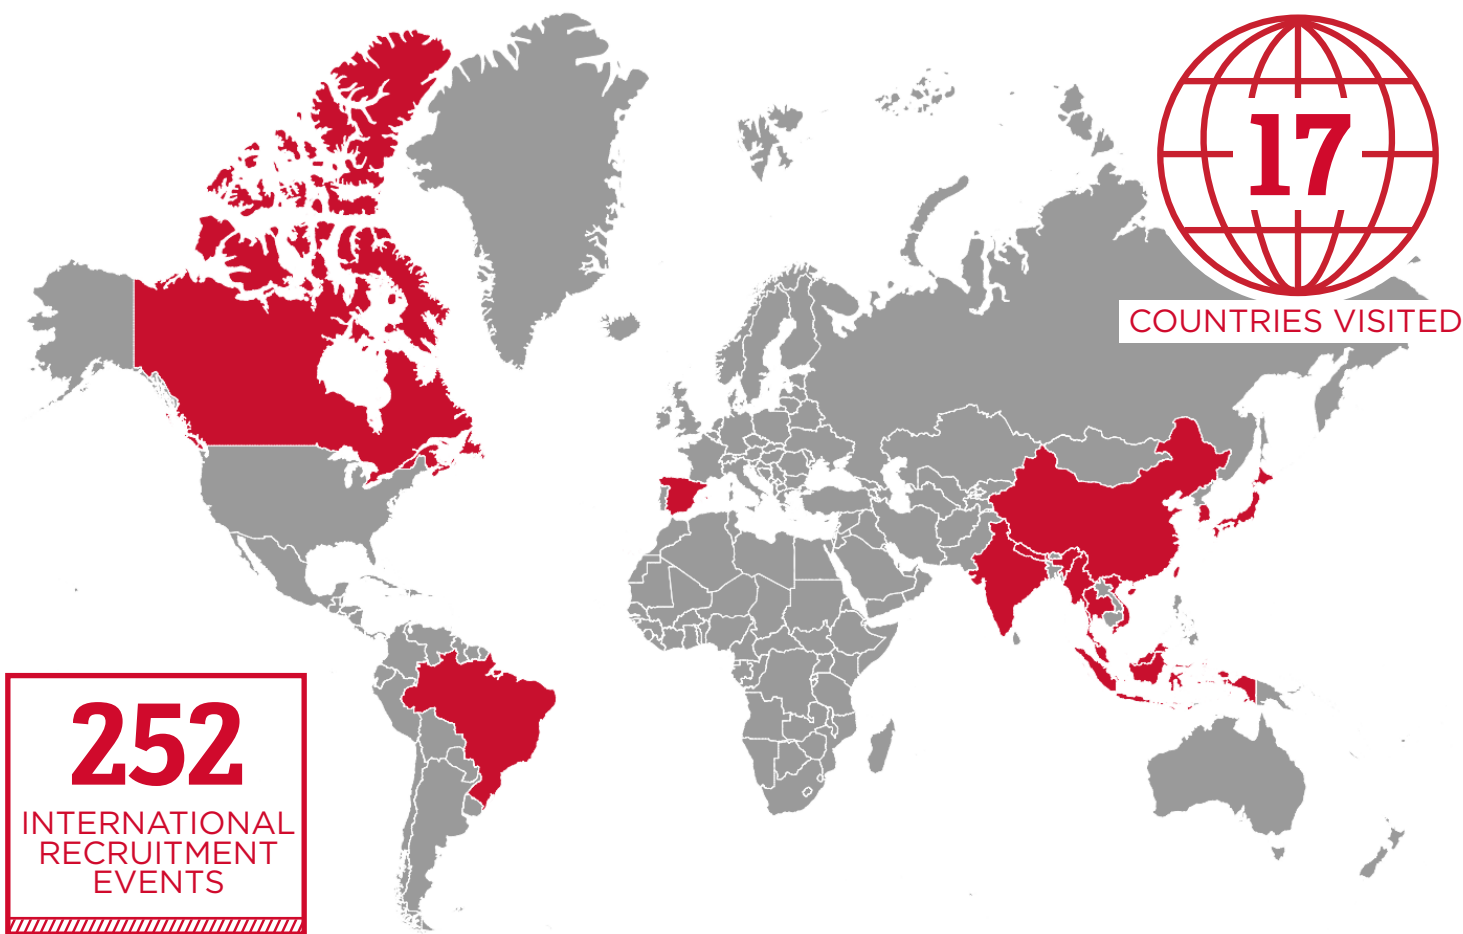 17
COUNTRIES VISITED
252
INTERNATIONAL
RECRUITMENT
EVENTS